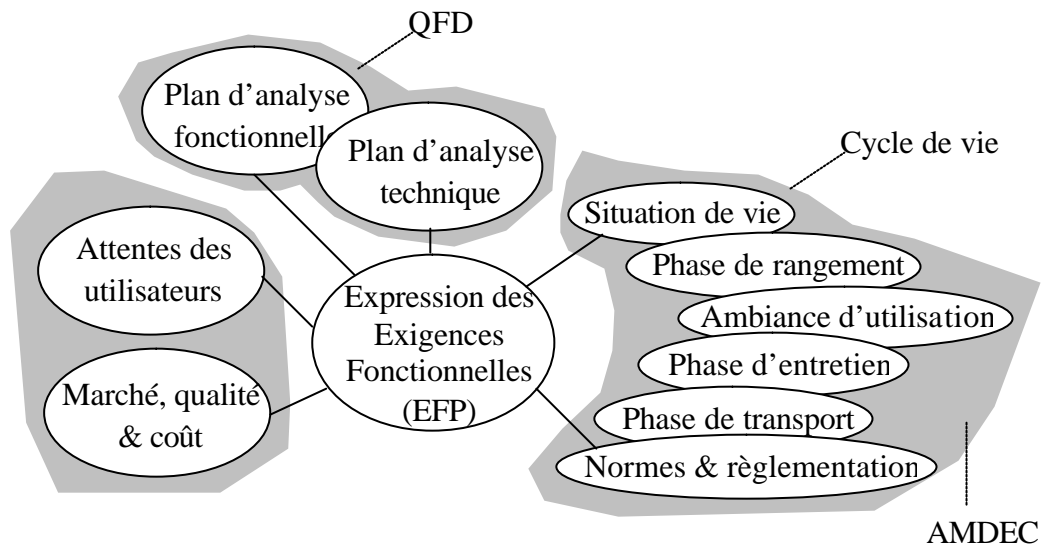 QFD
Plan d'analyse
fonctionnelle
Plan d'analyse
technique
Cycle de vie
Situation de vie
Phase de rangement
Ambiance d'utilisation
Phase d'entretien
Phase de transport
Normes & règlementation
Attentes des
utilisateurs
Marché, qualité
& coût
Expression des
Exigences
Fonctionnelles
(EFP)
AMDEC